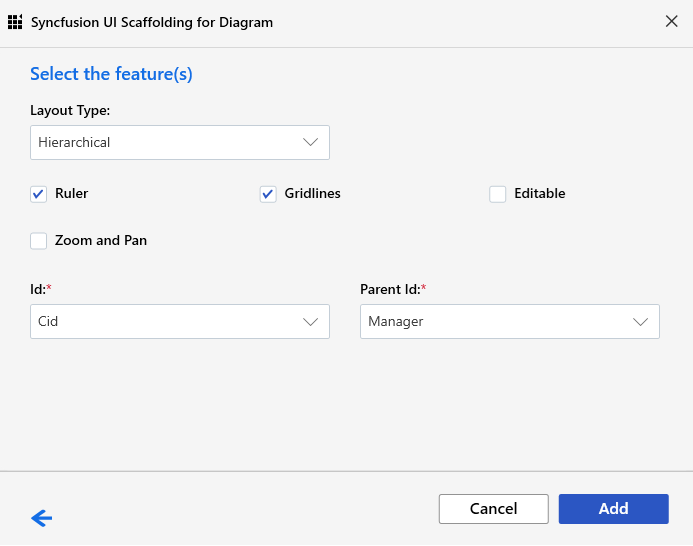 Syncfusion UI Scaffolding for Diagram
Select the feature(s)
Layout Type:
Hierarchical
Ruler
Gridlines
Editable
Zoom and Pan
Id:*
Parent Id:*
Cid
Manager
Cancel
Add